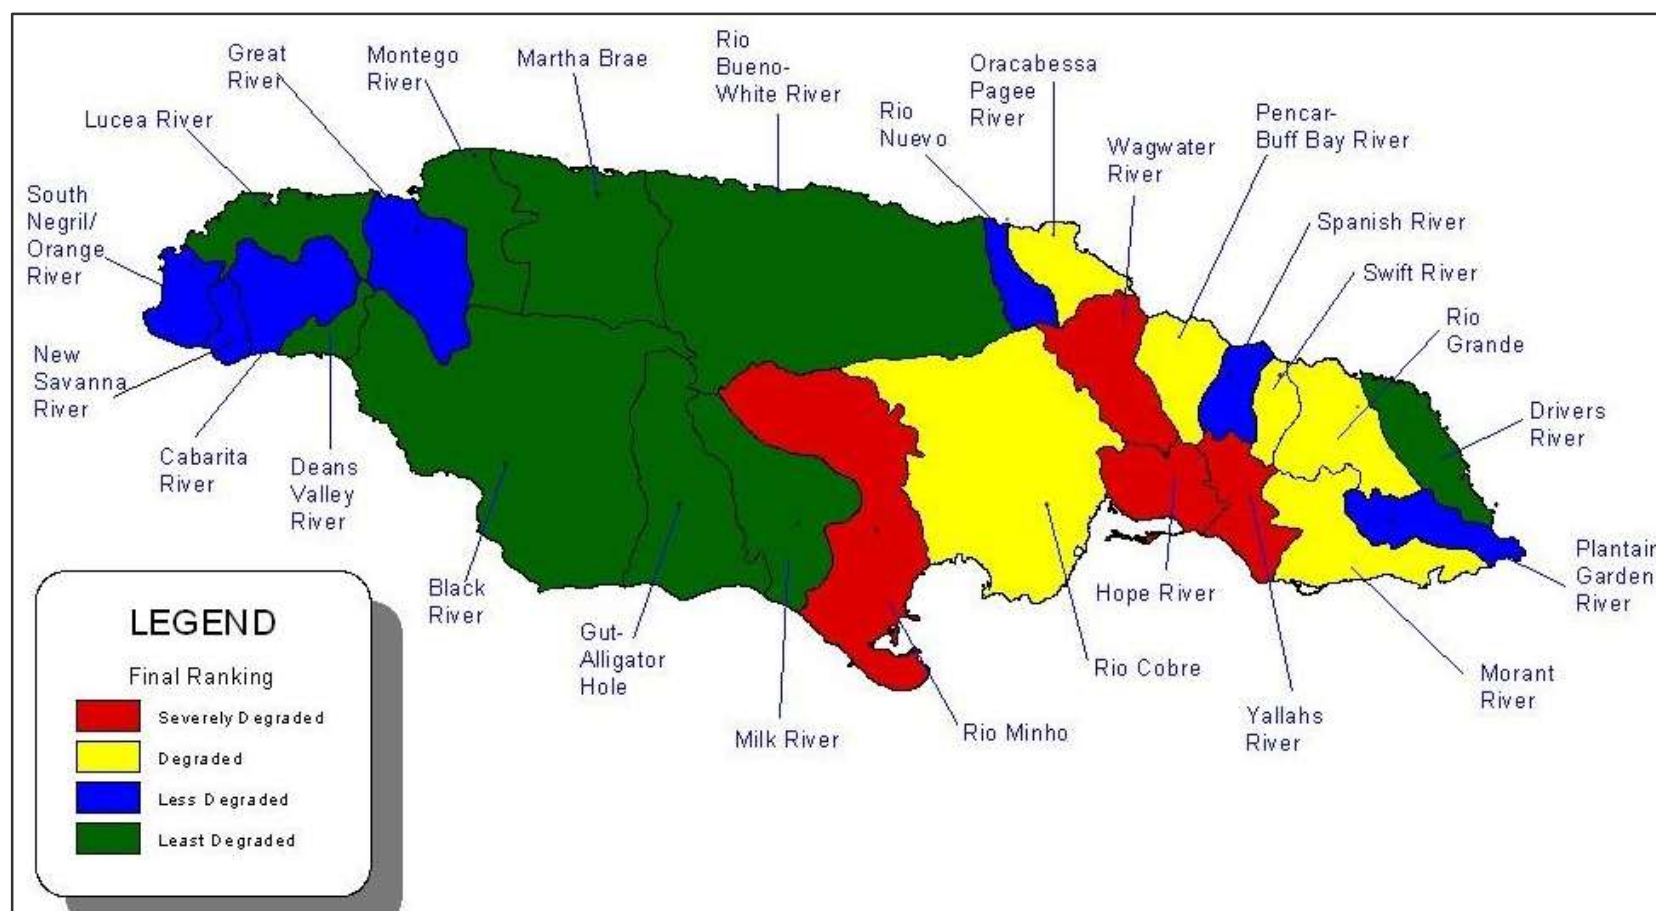 Great
River
Montego
River
Martha Brae
Rio
Bueno-
White River
Oracabessa
Pagee
River
Rio
Nuevo
Pencar-
Buff Bay River
Wagwater
River
Lucea River
South
Negril/
Orange
River
Spanish River
Swift River
Rio
Grande
New
Savanna
River
Drivers
River
Cabarita
River
Deans
Valley
River
Black
River
Gut-
Alligator
Hole
Milk River
Rio Minho
Rio Cobre
Hope River
Yallahs
River
Morant
River
Plantain
Garden
River
LEGEND
Final Ranking
Severely Degraded
Degraded
Less Degraded
Least Degraded